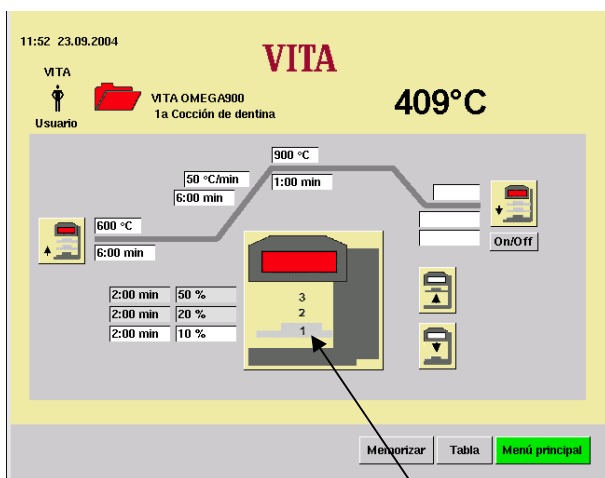 11:52 23.09.2004
VITA
VITA
Usuario
VITA OMEGA900
1a Cocción de dentina
409°C
900 °C
1:00 min
50 °C/min
6:00 min
600 °C
6:00 min
On/Off
2:00 min 50 %
2:00 min 20 %
2:00 min 10 %
3
2
1
Memorizar Tabla Menú principal